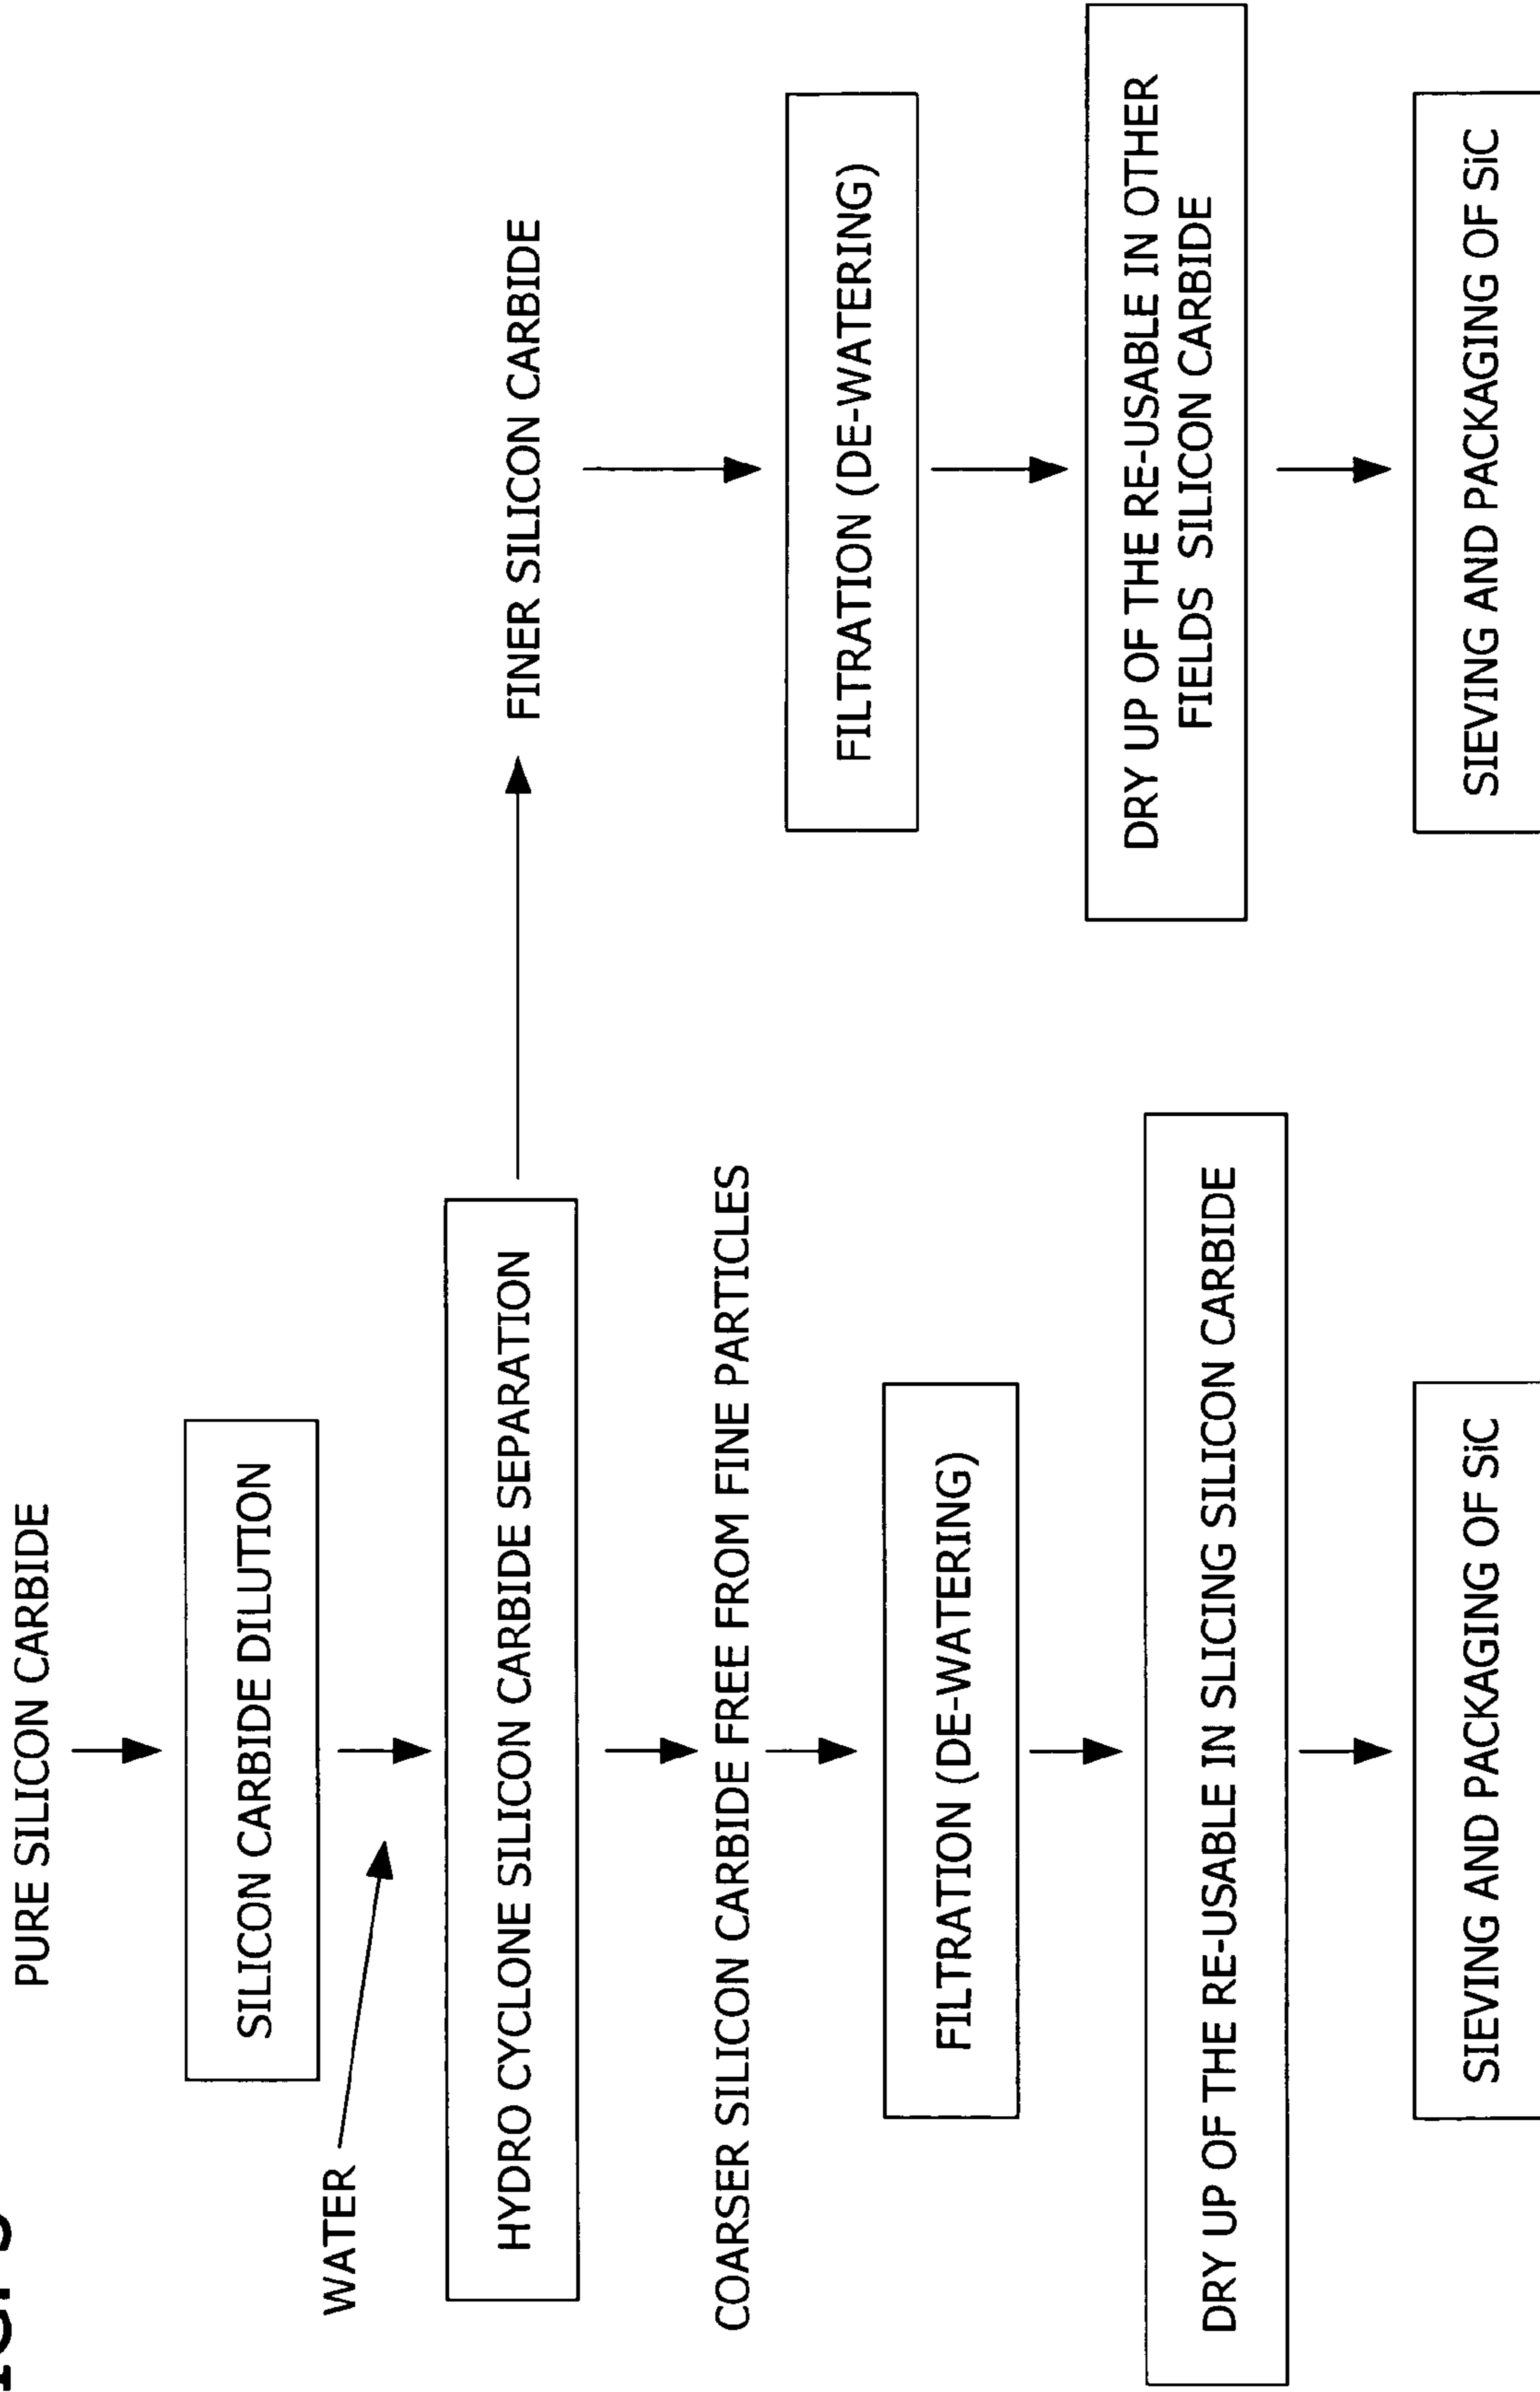 PURE SILICON CARBIDE
SILICON CARBIDE DILUTION
WATER
HYDRO CYCLONE SILICON CARBIDE SEPARATION
FINER SILICON CARBIDE
COARSER SILICON CARBIDE FREE FROM FINE PARTICLES
FILTRATION (DE-WATERING)
DRY UP OF THE RE-USABLE IN SLICING SILICON CARBIDE
SIEVING AND PACKAGING OF SiC
FILTRATION (DE-WATERING)
DRY UP OF THE RE-USABLE IN OTHER
FIELDS SILICON CARBIDE
SIEVING AND PACKAGING OF SiC